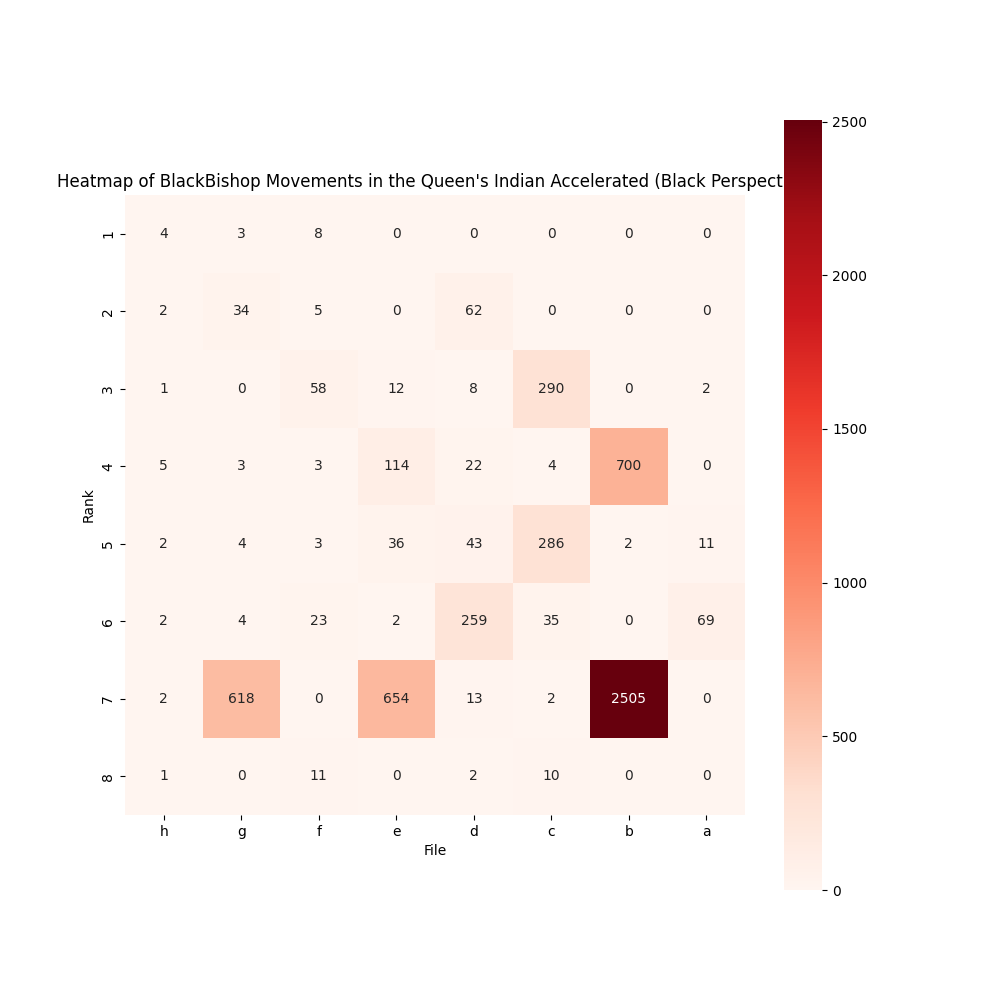 Heatmap of BlackBishop Movements in the Queen's Indian Accelerated (Black Perspect
2500
2000
1500
1000
500
0
Rank
1 4 3 8 0 0 0 0 0
2 2 34 5 0 62 0 0 0
3 1 0 58 12 8 290 0 2
4 5 3 3 114 22 4 700 0
5 2 4 3 36 43 286 2 11
6 2 4 23 2 259 35 0 69
7 2 618 0 654 13 2 2505 0
8 1 0 11 0 2 10 0 0
h g f e d c b a
File